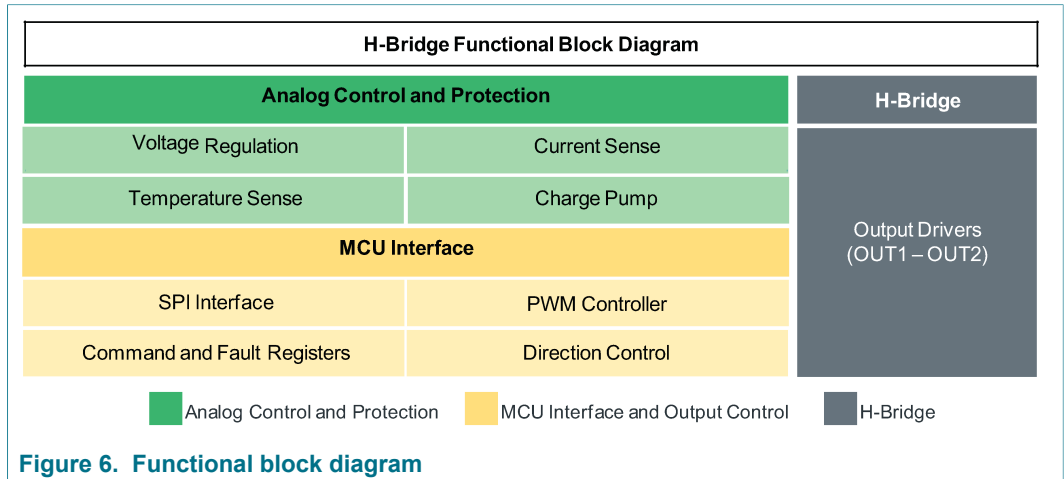 H-Bridge Functional Block Diagram
Analog Control and Protection
H-Bridge
Voltage Regulation
Current Sense
Temperature Sense
Charge Pump
MCU Interface
SPI Interface
PWM Controller
Command and Fault Registers
Direction Control
Output Drivers
(OUT1 – OUT2)
Analog Control and Protection
MCU Interface and Output Control
H-Bridge
Figure 6. Functional block diagram